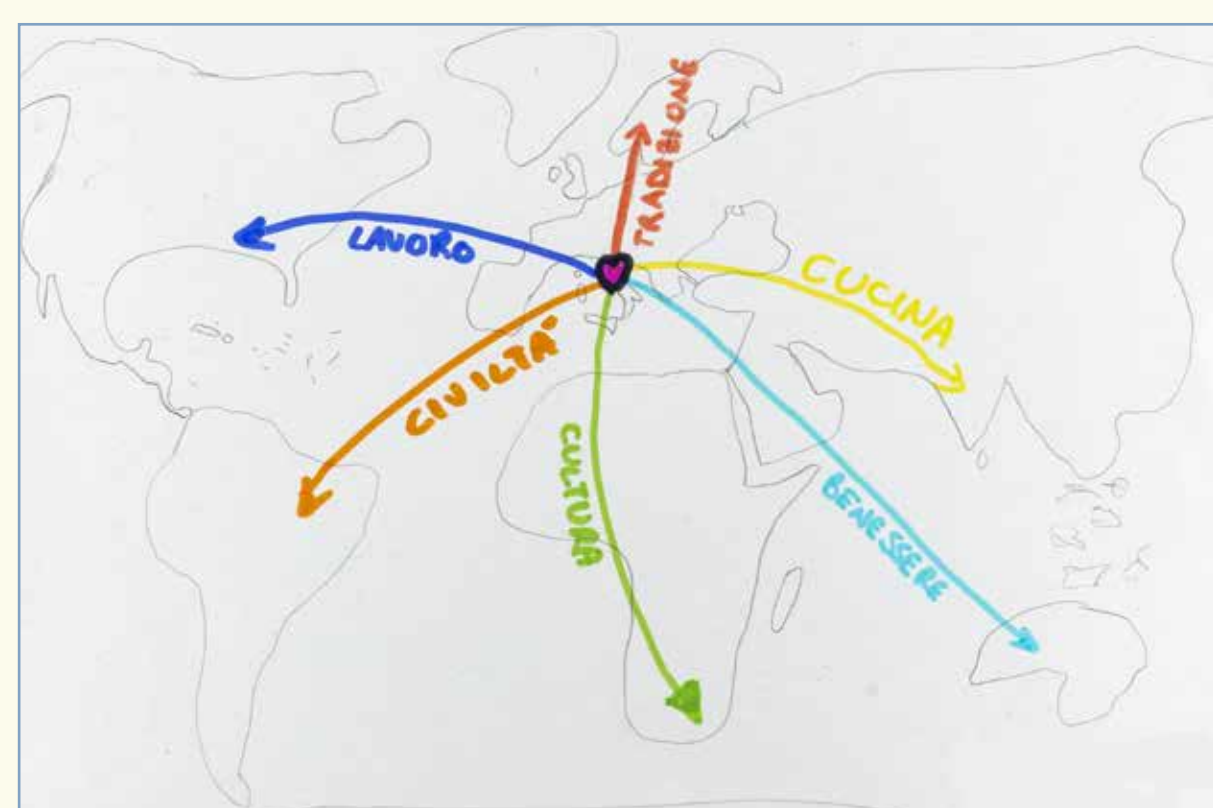 TRADIZIONE
LAVORO
CUCINA
CIVILTÀ
CULTURA
BENESSERE